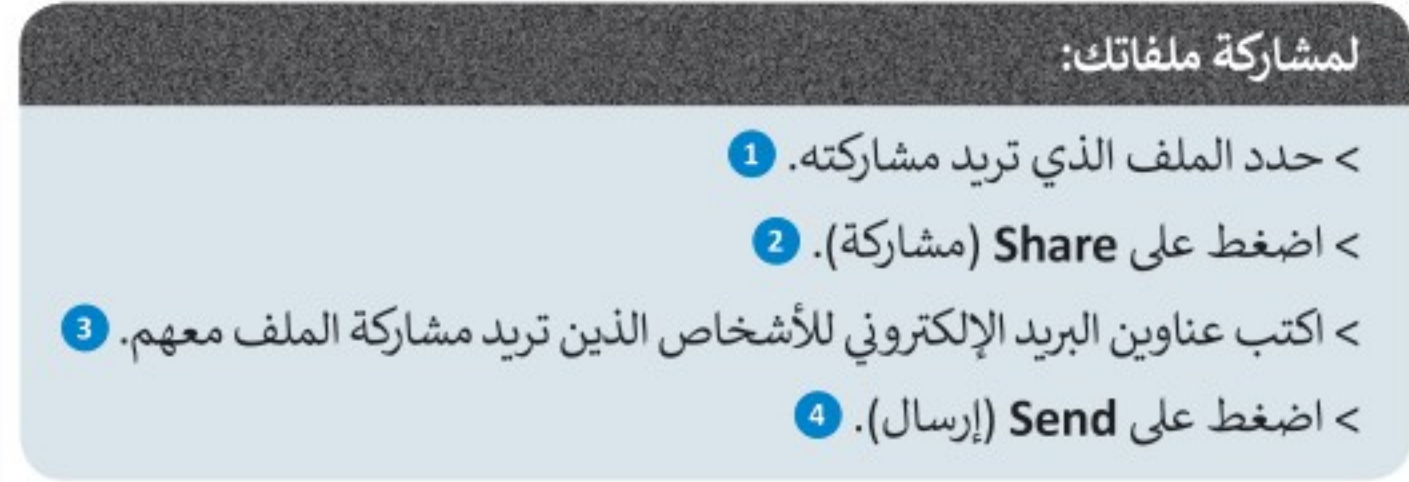 لمشاركة ملفاتك:
> حدد الملف الذي تريد مشاركته. 1
> اضغط على Share (مشاركة). 2
> اكتب عناوين البريد الإلكتروني للأشخاص الذين تريد مشاركة الملف معهم. 3
> اضغط على Send (إرسال). 4